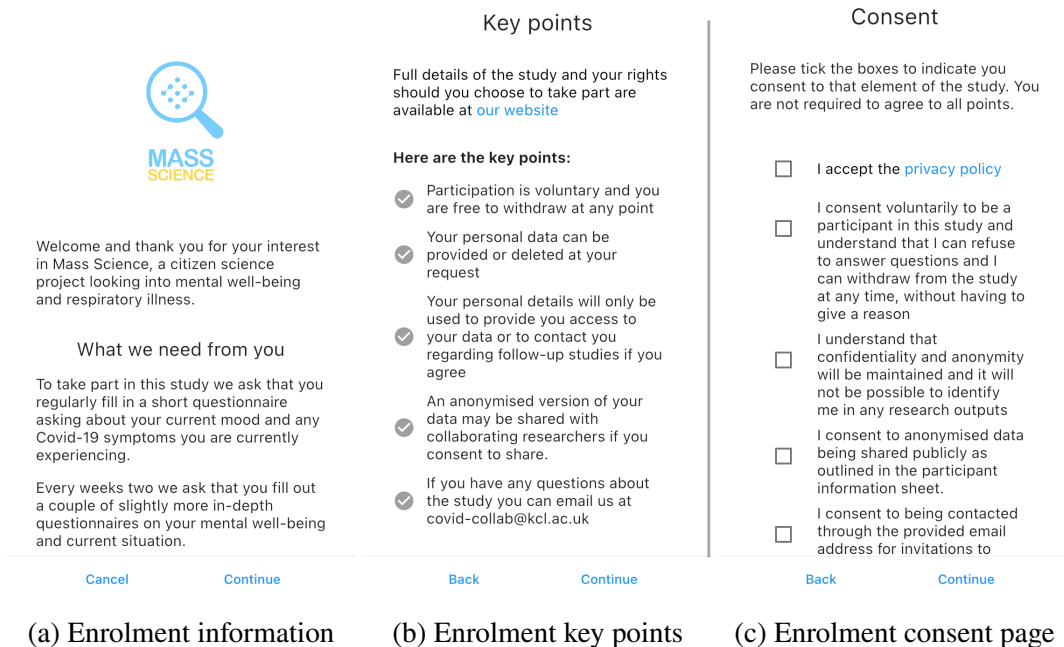 MASS
SCIENCE
Welcome and thank you for your interest
in Mass Science, a citizen science
project looking into mental well-being
and respiratory illness.
What we need from you
To take part in this study we ask that you
regularly fill in a short questionnaire
asking about your current mood and any
Covid-19 symptoms you are currently
experiencing.
Every weeks two we ask that you fill out
a couple of slightly more in-depth
questionnaires on your mental well-being
and current situation.
Cancel
Continue
(a) Enrolment information
Key points
Full details of the study and your rights
should you choose to take part are
available at our website
Here are the key points:
Participation is voluntary and you
are free to withdraw at any point
Your personal data can be
provided or deleted at your
request
Your personal details will only be
used to provide you access to
your data or to contact you
regarding follow-up studies if you
agree
An anonymised version of your
data may be shared with
collaborating researchers if you
consent to share.
If you have any questions about
the study you can email us at
covid-collab@kcl.ac.uk
Back
Continue
(b) Enrolment key points
Consent
Please tick the boxes to indicate you
consent to that element of the study. You
are not required to agree to all points.
I accept the privacy policy
I consent voluntarily to be a
participant in this study and
understand that I can refuse
to answer questions and I
can withdraw from the study
at any time, without having to
give a reason
I understand that
confidentiality and anonymity
will be maintained and it will
not be possible to identify
me in any research outputs
I consent to anonymised data
being shared publicly as
outlined in the participant
information sheet.
I consent to being contacted
through the provided email
address for invitations to
Back
Continue
(c) Enrolment consent page